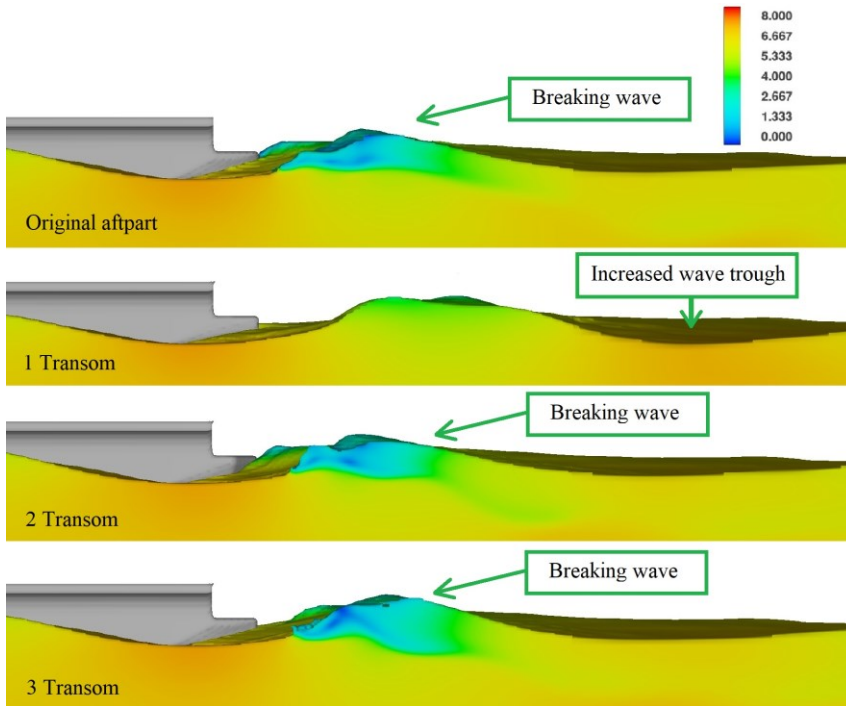 8.000
6.667
5.333
4.000
2.667
1.333
0.000
Breaking wave
Original aftpart
Increased wave trough
1 Transom
Breaking wave
2 Transom
Breaking wave
3 Transom